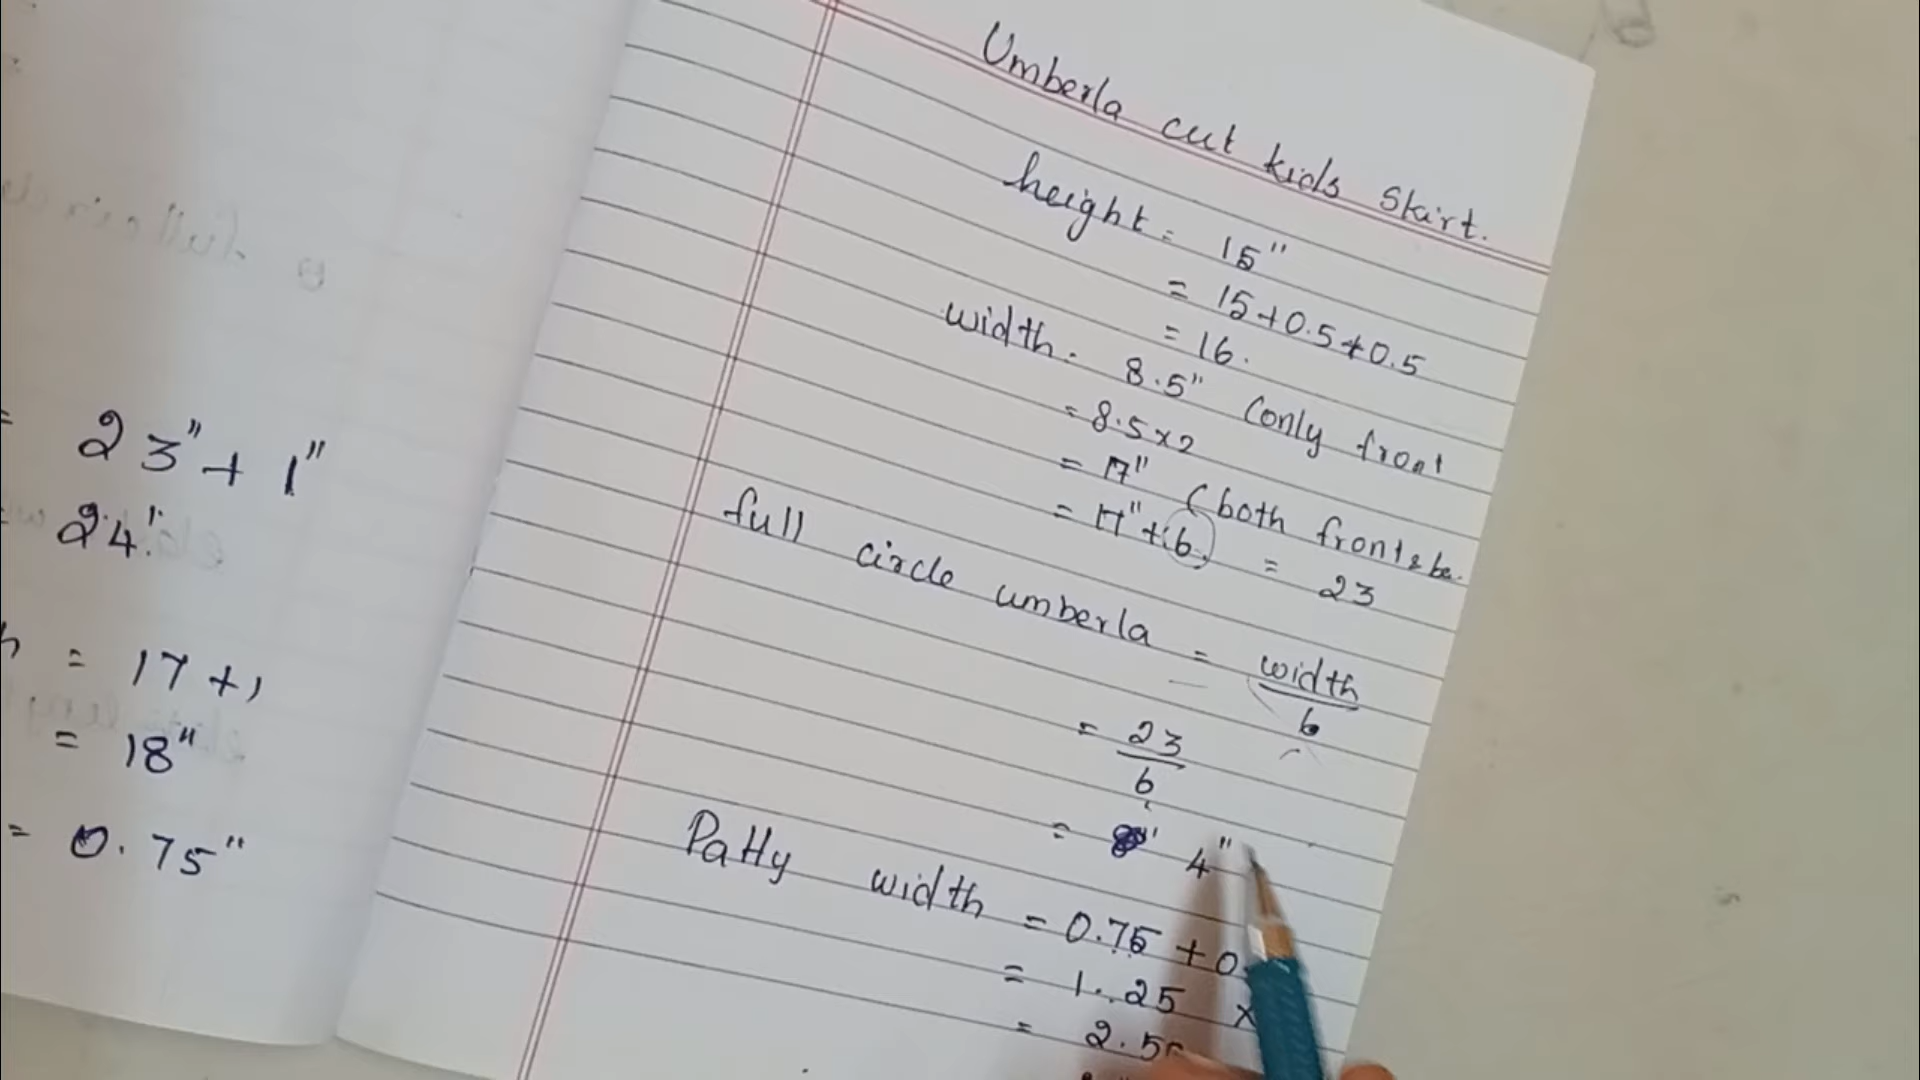 = 23" + 1"
= 24"
h = 17 + 1
= 18"
= 0.75"
Umberla cut kids Skirt.
height = 15"
= 15+0.5+0.5
= 16.
width = 8.5" (only front
= 8.5x2
= 17" (both front &
= 17"+6 = 23
full circle umberla = width/6
= 23/6
= 4"
Patty width = 0.75 + 0.
= 1.25 x
= 2.5